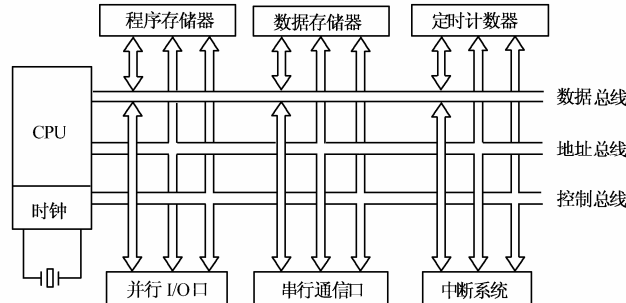 程序存储器
数据存储器
定时计数器
CPU
数据总线
地址总线
控制总线
时钟
并行 I/O 口
串行通信口
中断系统